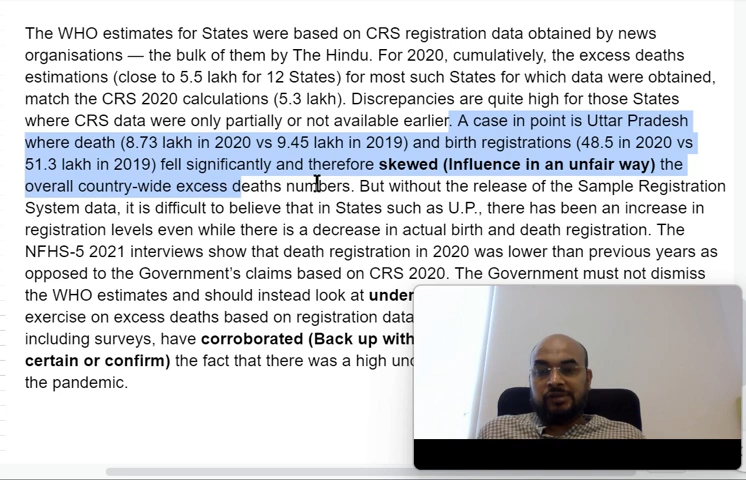 The WHO estimates for States were based on CRS registration data obtained by news
organisations — the bulk of them by The Hindu. For 2020, cumulatively, the excess deaths
estimations (close to 5.5 lakh for 12 States) for most such States for which data were obtained,
match the CRS 2020 calculations (5.3 lakh). Discrepancies are quite high for those States
where CRS data were only partially or not available earlier. A case in point is Uttar Pradesh
where death (8.73 lakh in 2020 vs 9.45 lakh in 2019) and birth registrations (48.5 in 2020 vs
51.3 lakh in 2019) fell significantly and therefore skewed (Influence in an unfair way) the
overall country-wide excess deaths numbers. But without the release of the Sample Registration
System data, it is difficult to believe that in States such as U.P., there has been an increase in
registration levels even while there is a decrease in actual birth and death registration. The
NFHS-5 2021 interviews show that death registration in 2020 was lower than previous years as
opposed to the Government's claims based on CRS 2020. The Government must not dismiss
the WHO estimates and should instead look at under
exercise on excess deaths based on registration data
including surveys, have corroborated (Back up with
certain or confirm) the fact that there was a high
the pandemic.